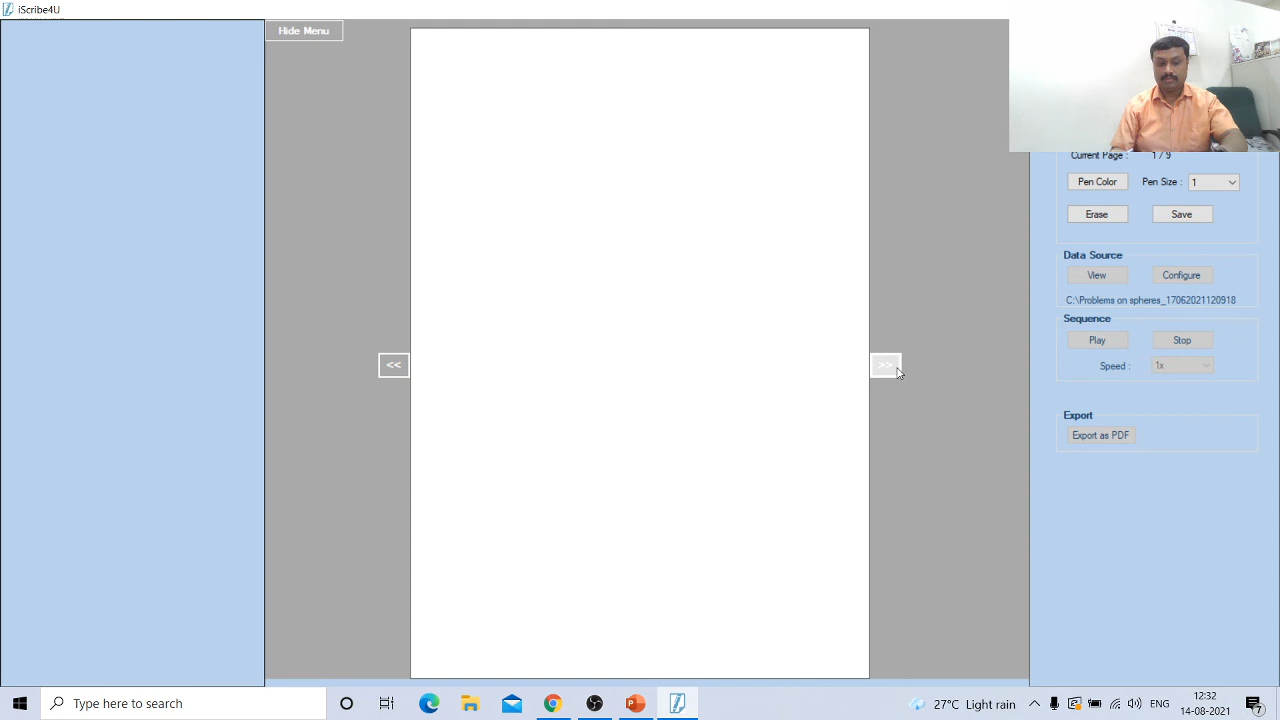 iScribe4U
Hide Menu
Current Page : 1 / 9
Pen Color Pen Size : 1
Erase Save
Data Source
View Configure
C:\Problems on spheres_17062021120918
Sequence
Play Stop
Speed : 1x
Export
Export as PDF
<< >>
Type here to search
27°C Light rain
ENG
12:32
14-08-2021
7